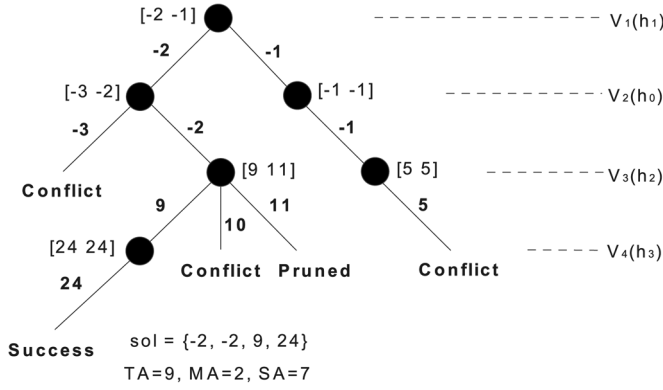 [-2 -1]
V1(h1)
-2
-1
[-3 -2]
[-1 -1]
V2(h0)
-3
-2
-1
[9 11]
[5 5]
V3(h2)
Conflict
9
10
11
5
[24 24]
V4(h3)
24
Conflict Pruned
Conflict
Success
sol = {-2, -2, 9, 24}
TA=9, MA=2, SA=7